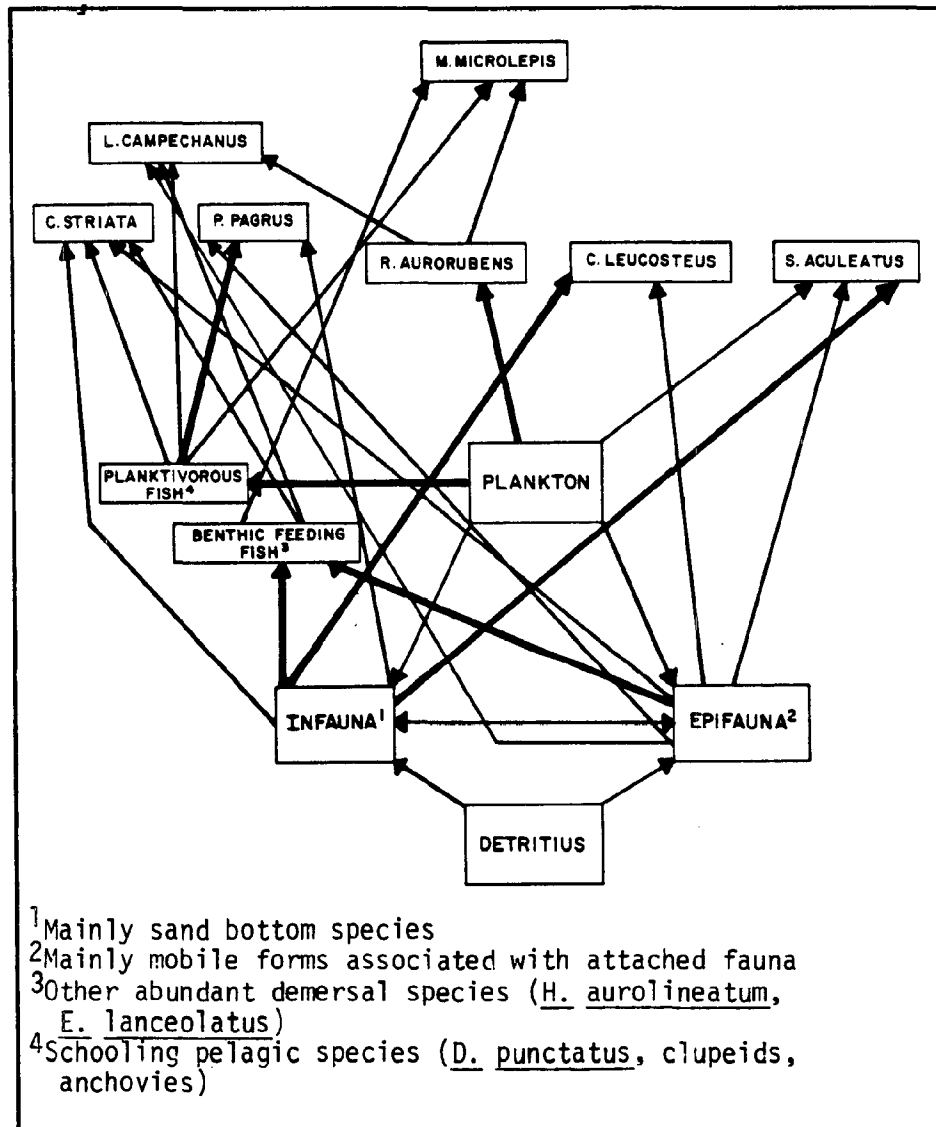 M. MICROLEPIS
L. CAMPECHANUS
C. STRIATA
P. PAGRUS
R. AURORUBENS
C. LEUCOSTEUS
S. ACULEATUS
PLANKTIVOROUS
FISH⁴
PLANKTON
BENTHIC FEEDING
FISH³
INFAUNA¹
EPIFAUNA²
DETRITIUS
¹Mainly sand bottom species
²Mainly mobile forms associated with attached fauna
³Other abundant demersal species (H. aurolineatum,
E. lanceolatus)
⁴Schooling pelagic species (D. punctatus, clupeids,
anchovies)